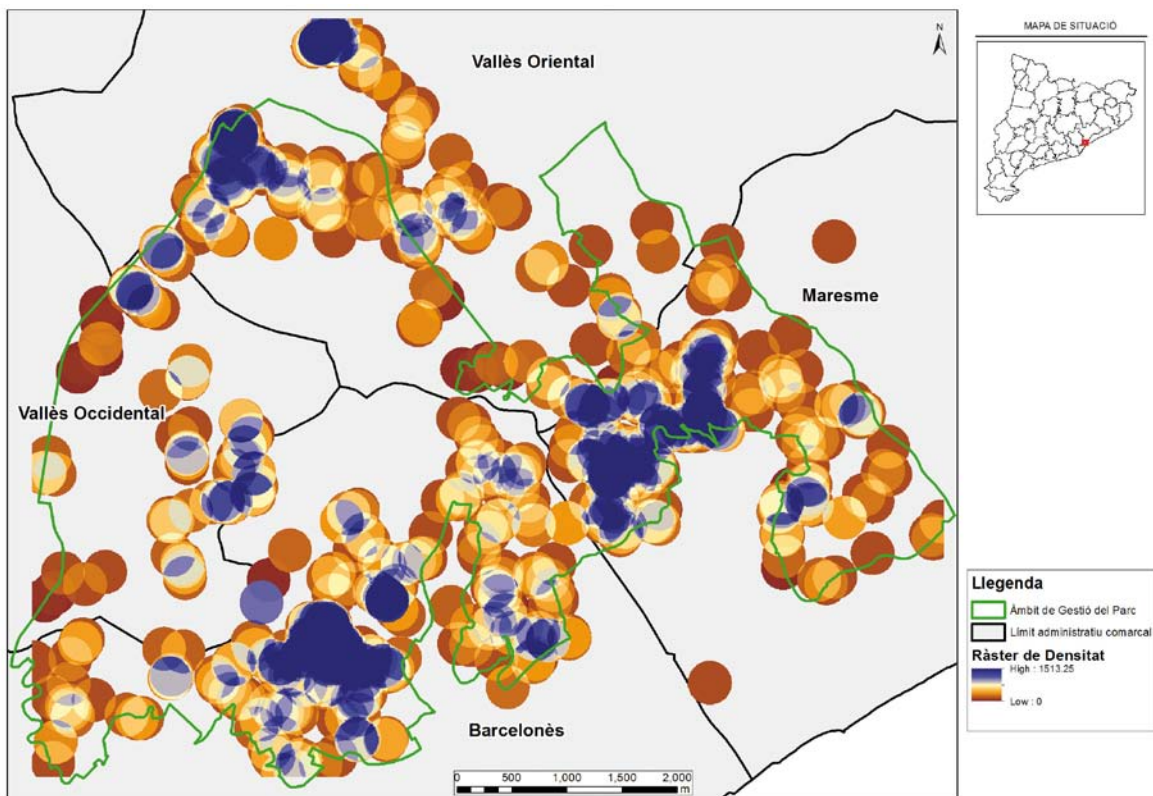 MAPA DE SITUACIÓ
N
Vallès Oriental
Maresme
Vallès Occidental
Barcelonès
Llegenda
Àmbit de Gestió del Parc
Límit administratiu comarcal
Ràster de Densitat
High : 1513.25
Low : 0
0 500 1,000 1,500 2,000
m